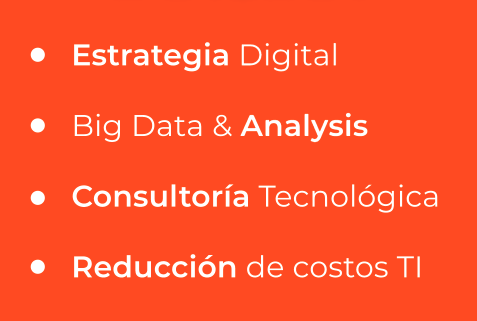 Estrategia Digital
Big Data & Analysis
Consultoría Tecnológica
Reducción de costos TI